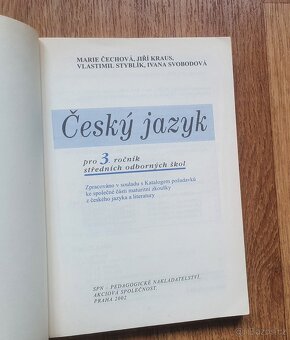 MARIE ČECHOVÁ, JIŘÍ KRAUS,
VLASTIMIL STYBLÍK, IVANA SVOBODOVÁ
Český jazyk
pro 3. ročník
středních odborných škol
Zpracováno v souladu s Katalogem požadavků
ke společné části maturitní zkoušky
z českého jazyka a literatury
SPN – PEDAGOGICKÉ NAKLADATELSTVÍ,
AKCIOVÁ SPOLEČNOST,
PRAHA 2002